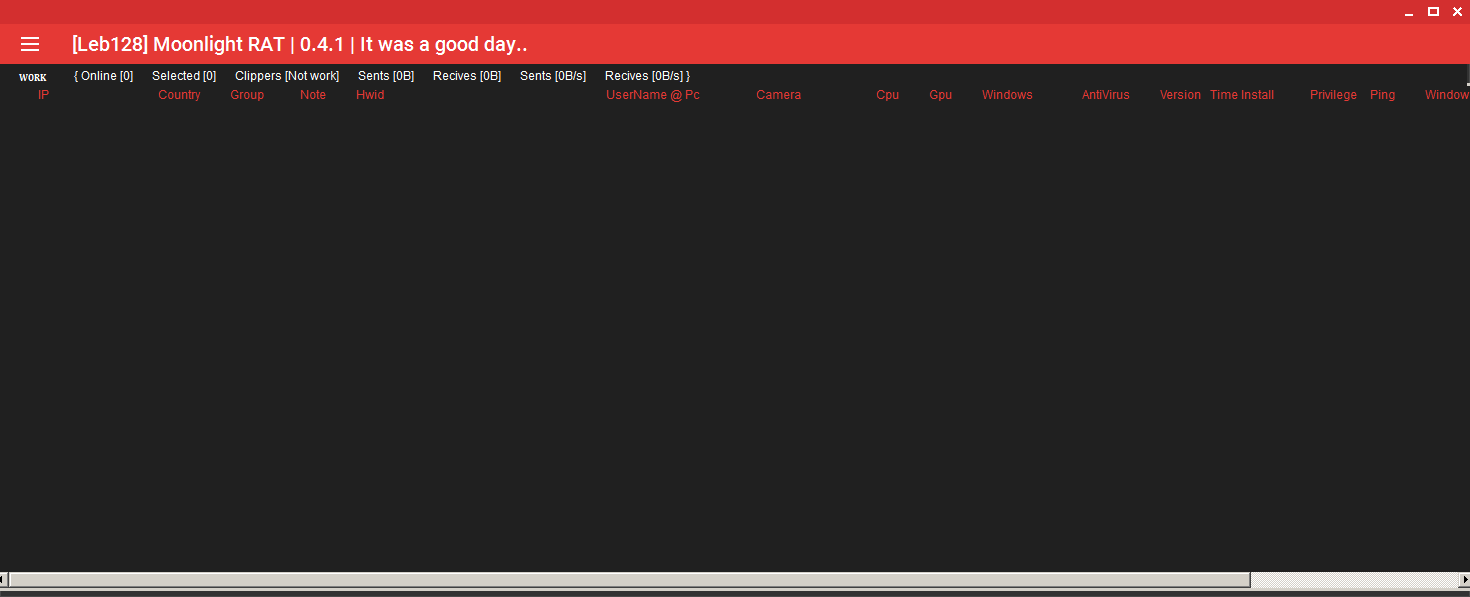 [Leb128] Moonlight RAT | 0.4.1 | It was a good day..
WORK { Online [0] Selected [0] Clippers [Not work] Sents [0B] Recives [0B] Sents [0B/s] Recives [0B/s] }
IP Country Group Note Hwid UserName @ Pc Camera Cpu Gpu Windows AntiVirus Version Time Install Privilege Ping Window